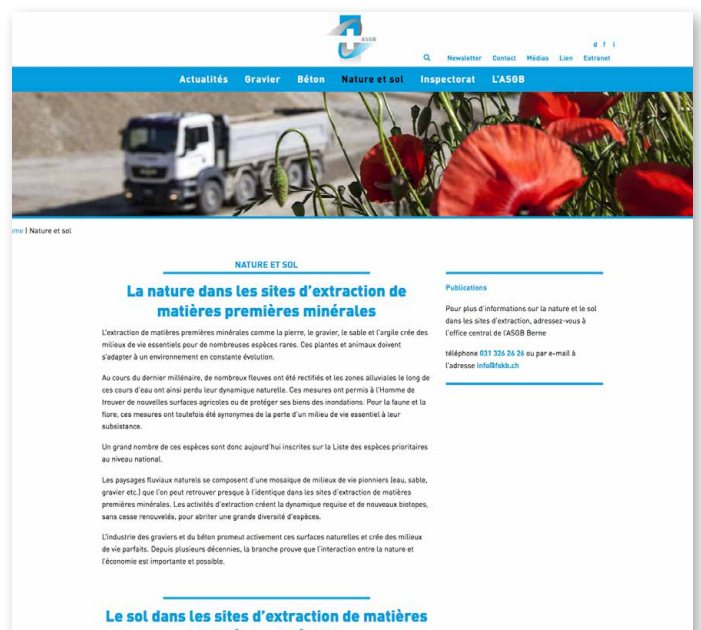 ASGB
d f i
Newsletter Contact Médias Lien Extranet
Actualités Gravier Béton Nature et sol Inspectorat L'ASGB
me | Nature et sol
NATURE ET SOL
La nature dans les sites d'extraction de
matières premières minérales
L'extraction de matières premières minérales comme la pierre, le gravier, le sable et l'argile crée des
milieux de vie essentiels pour de nombreuses espèces rares. Ces plantes et animaux doivent
s'adapter à un environnement en constante évolution.
Au cours du dernier millénaire, de nombreux fleuves ont été rectifiés et les zones alluviales le long de
ces cours d'eau ont ainsi perdu leur dynamique naturelle. Ces mesures ont permis à l'Homme de
trouver de nouvelles surfaces agricoles ou de protéger ses biens des inondations. Pour la faune et la
flore, ces mesures ont toutefois été synonymes de la perte d'un milieu de vie essentiel à leur
subsistance.
Un grand nombre de ces espèces sont donc aujourd'hui inscrites sur la Liste des espèces prioritaires
au niveau national.
Les paysages fluviaux naturels se composent d'une mosaïque de milieux de vie pionniers (eau, sable,
gravier etc.) que l'on peut retrouver presque à l'identique dans les sites d'extraction de matières
premières minérales. Les activités d'extraction créent la dynamique requise et de nouveaux biotopes,
sans cesse renouvelés, pour abriter une grande diversité d'espèces.
L'industrie des graviers et du béton promeut activement ces surfaces naturelles et crée des milieux
de vie parfaits. Depuis plusieurs décennies, la branche prouve que l'interaction entre la nature et
l'économie est importante et possible.
Le sol dans les sites d'extraction de matières
Publications
Pour plus d'informations sur la nature et le sol
dans les sites d'extraction, adressez-vous à
l'office central de l'ASGB Berne
téléphone 031 326 26 26 ou par e-mail à
l'adresse info@fskb.ch